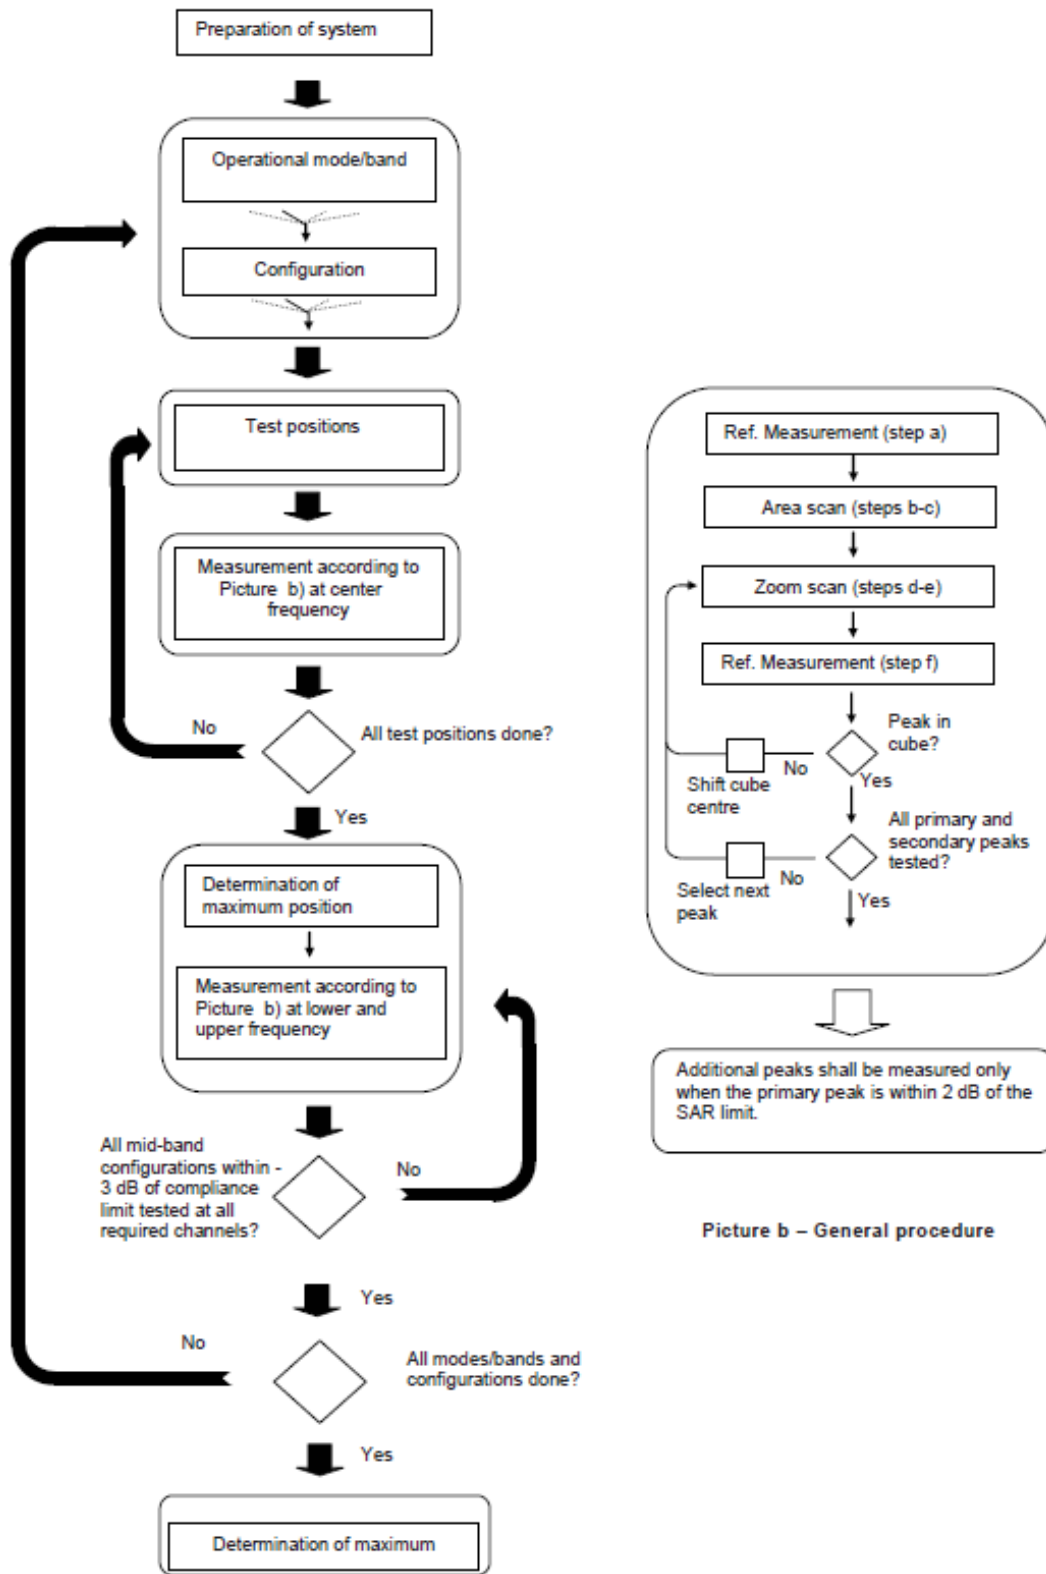 Preparation of system
Operational mode/band
Configuration
Test positions
Measurement according to
Picture b) at center
frequency
No
All test positions done?
Yes
Determination of
maximum position
Measurement according to
Picture b) at lower and
upper frequency
All mid-band
configurations within -
3 dB of compliance
limit tested at all
required channels?
No
Yes
No
All modes/bands and
configurations done?
Yes
Determination of maximum
Ref. Measurement (step a)
Area scan (steps b-c)
Zoom scan (steps d-e)
Ref. Measurement (step f)
Peak in
cube?
No
Shift cube
centre
Yes
All primary and
secondary peaks
tested?
No
Select next
peak
Yes
Additional peaks shall be measured only
when the primary peak is within 2 dB of the
SAR limit.
Picture b – General procedure